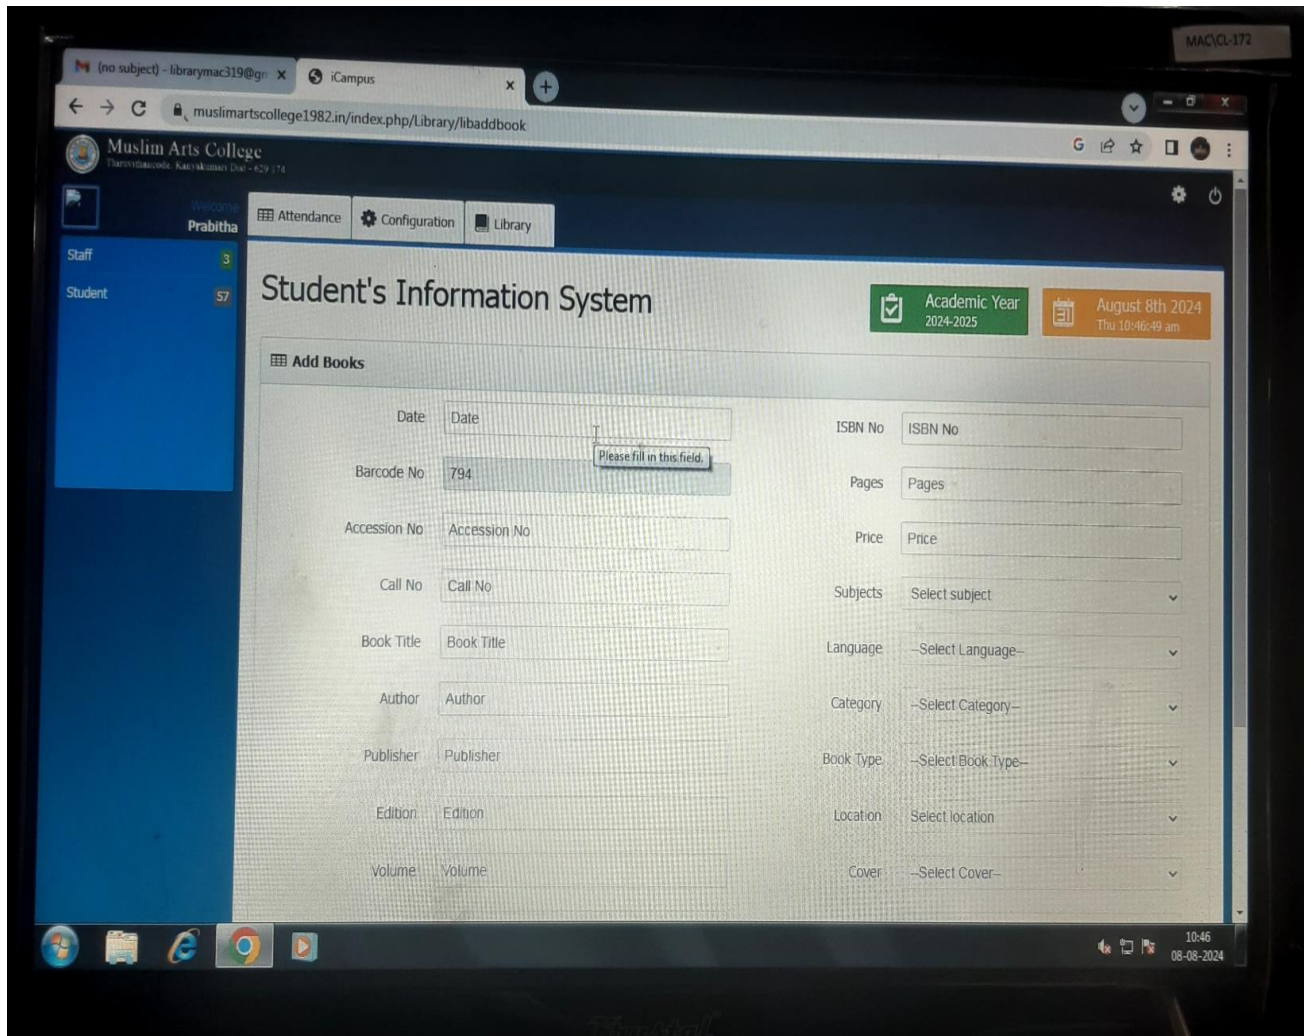 MAC\CL-172
(no subject) - librarymac319@gm
iCampus
muslimartscollege1982.in/index.php/Library/libaddbook
Muslim Arts College
Thiruvithancode, Kanyakumari Dist - 629 174
Welcome
Prabitha
Attendance
Configuration
Library
Staff 3
Student 57
Student's Information System
Academic Year
2024-2025
August 8th 2024
Thu 10:46:49 am
Add Books
Date Date
ISBN No ISBN No
Please fill in this field.
Barcode No 794
Pages Pages
Accession No Accession No
Price Price
Call No Call No
Subjects Select subject
Book Title Book Title
Language --Select Language--
Author Author
Category --Select Category--
Publisher Publisher
Book Type --Select Book Type--
Edition Edition
Location Select location
Volume Volume
Cover --Select Cover--
10:46
08-08-2024